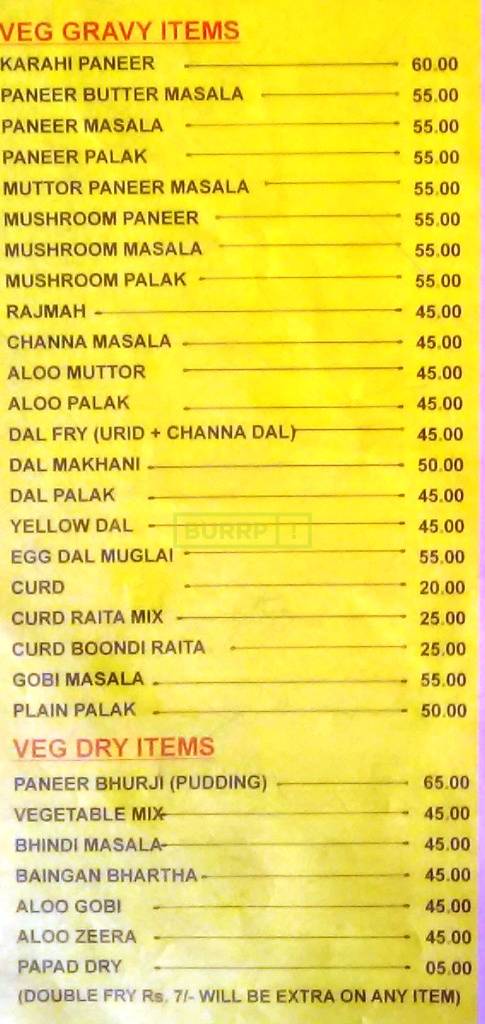 VEG GRAVY ITEMS
KARAHI PANEER 60.00
PANEER BUTTER MASALA 55.00
PANEER MASALA 55.00
PANEER PALAK 55.00
MUTTOR PANEER MASALA 55.00
MUSHROOM PANEER 55.00
MUSHROOM MASALA 55.00
MUSHROOM PALAK 55.00
RAJMAH 45.00
CHANNA MASALA 45.00
ALOO MUTTOR 45.00
ALOO PALAK 45.00
DAL FRY (URID + CHANNA DAL) 45.00
DAL MAKHANI 50.00
DAL PALAK 45.00
YELLOW DAL 45.00
BURRP!
EGG DAL MUGLAI 55.00
CURD 20.00
CURD RAITA MIX 25.00
CURD BOONDI RAITA 25.00
GOBI MASALA 55.00
PLAIN PALAK 50.00
VEG DRY ITEMS
PANEER BHURJI (PUDDING) 65.00
VEGETABLE MIX 45.00
BHINDI MASALA 45.00
BAINGAN BHARTHA 45.00
ALOO GOBI 45.00
ALOO ZEERA 45.00
PAPAD DRY 05.00
(DOUBLE FRY Rs. 7/- WILL BE EXTRA ON ANY ITEM)